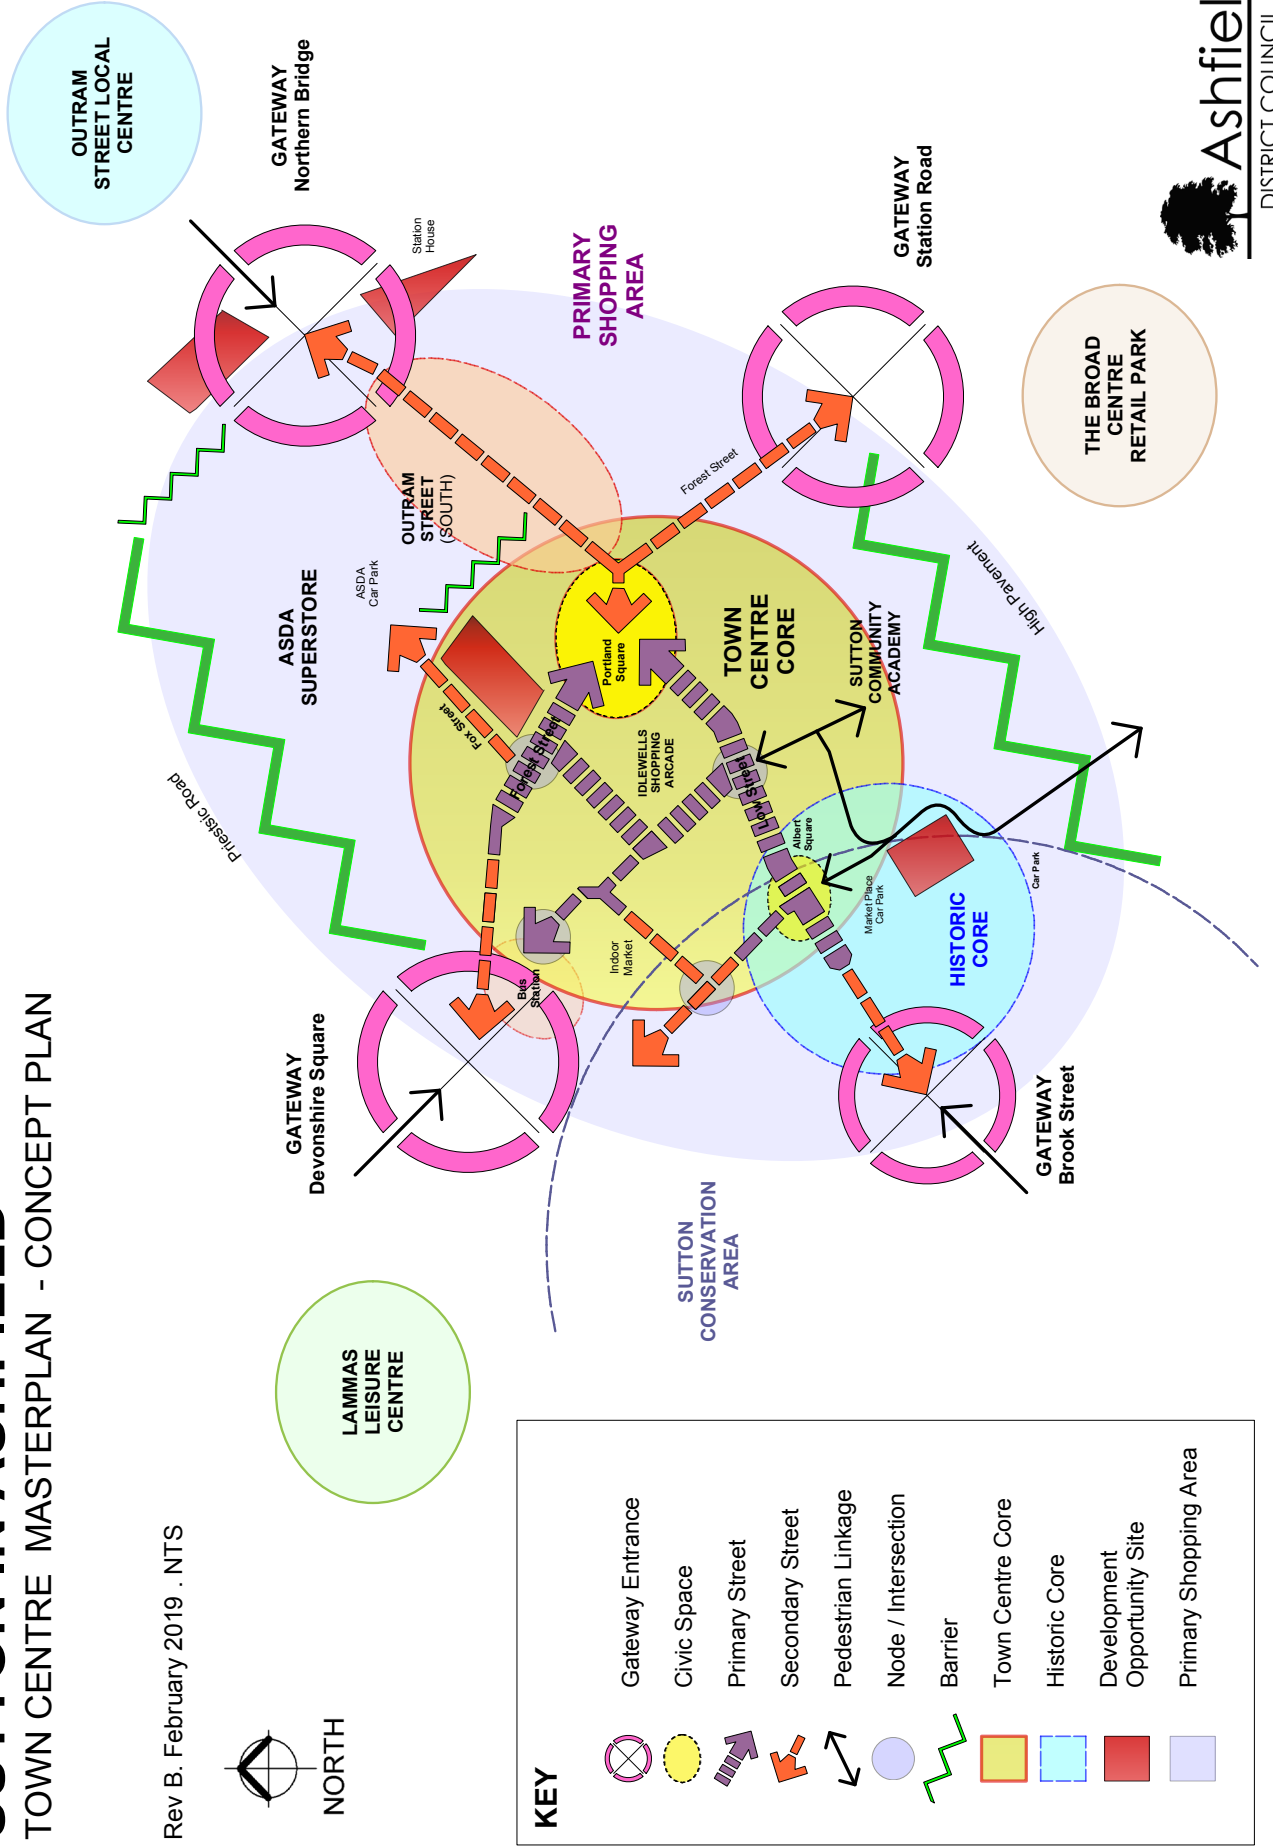 TOWN CENTRE MASTERPLAN - CONCEPT PLAN
Rev B. February 2019 . NTS
NORTH
LAMMAS
LEISURE
CENTRE
GATEWAY
Devonshire Square
Priestsic Road
ASDA
SUPERSTORE
ASDA
Car Park
OUTRAM
STREET
(SOUTH)
OUTRAM
STREET LOCAL
CENTRE
GATEWAY
Northern Bridge
Station
House
PRIMARY
SHOPPING
AREA
Fox Street
Forest Street
Portland
Square
Forest Street
Bus
Station
Indoor
Market
IDLEWELLS
SHOPPING
ARCADE
TOWN
CENTRE
CORE
Low Street
Albert
Square
Market Place
Car Park
SUTTON
COMMUNITY
ACADEMY
High Pavement
Car Park
HISTORIC
CORE
GATEWAY
Station Road
THE BROAD
CENTRE
RETAIL PARK
SUTTON
CONSERVATION
AREA
GATEWAY
Brook Street
KEY
Gateway Entrance
Civic Space
Primary Street
Secondary Street
Pedestrian Linkage
Node / Intersection
Barrier
Town Centre Core
Historic Core
Development
Opportunity Site
Primary Shopping Area
Ashfiel
DISTRICT COUNCIL